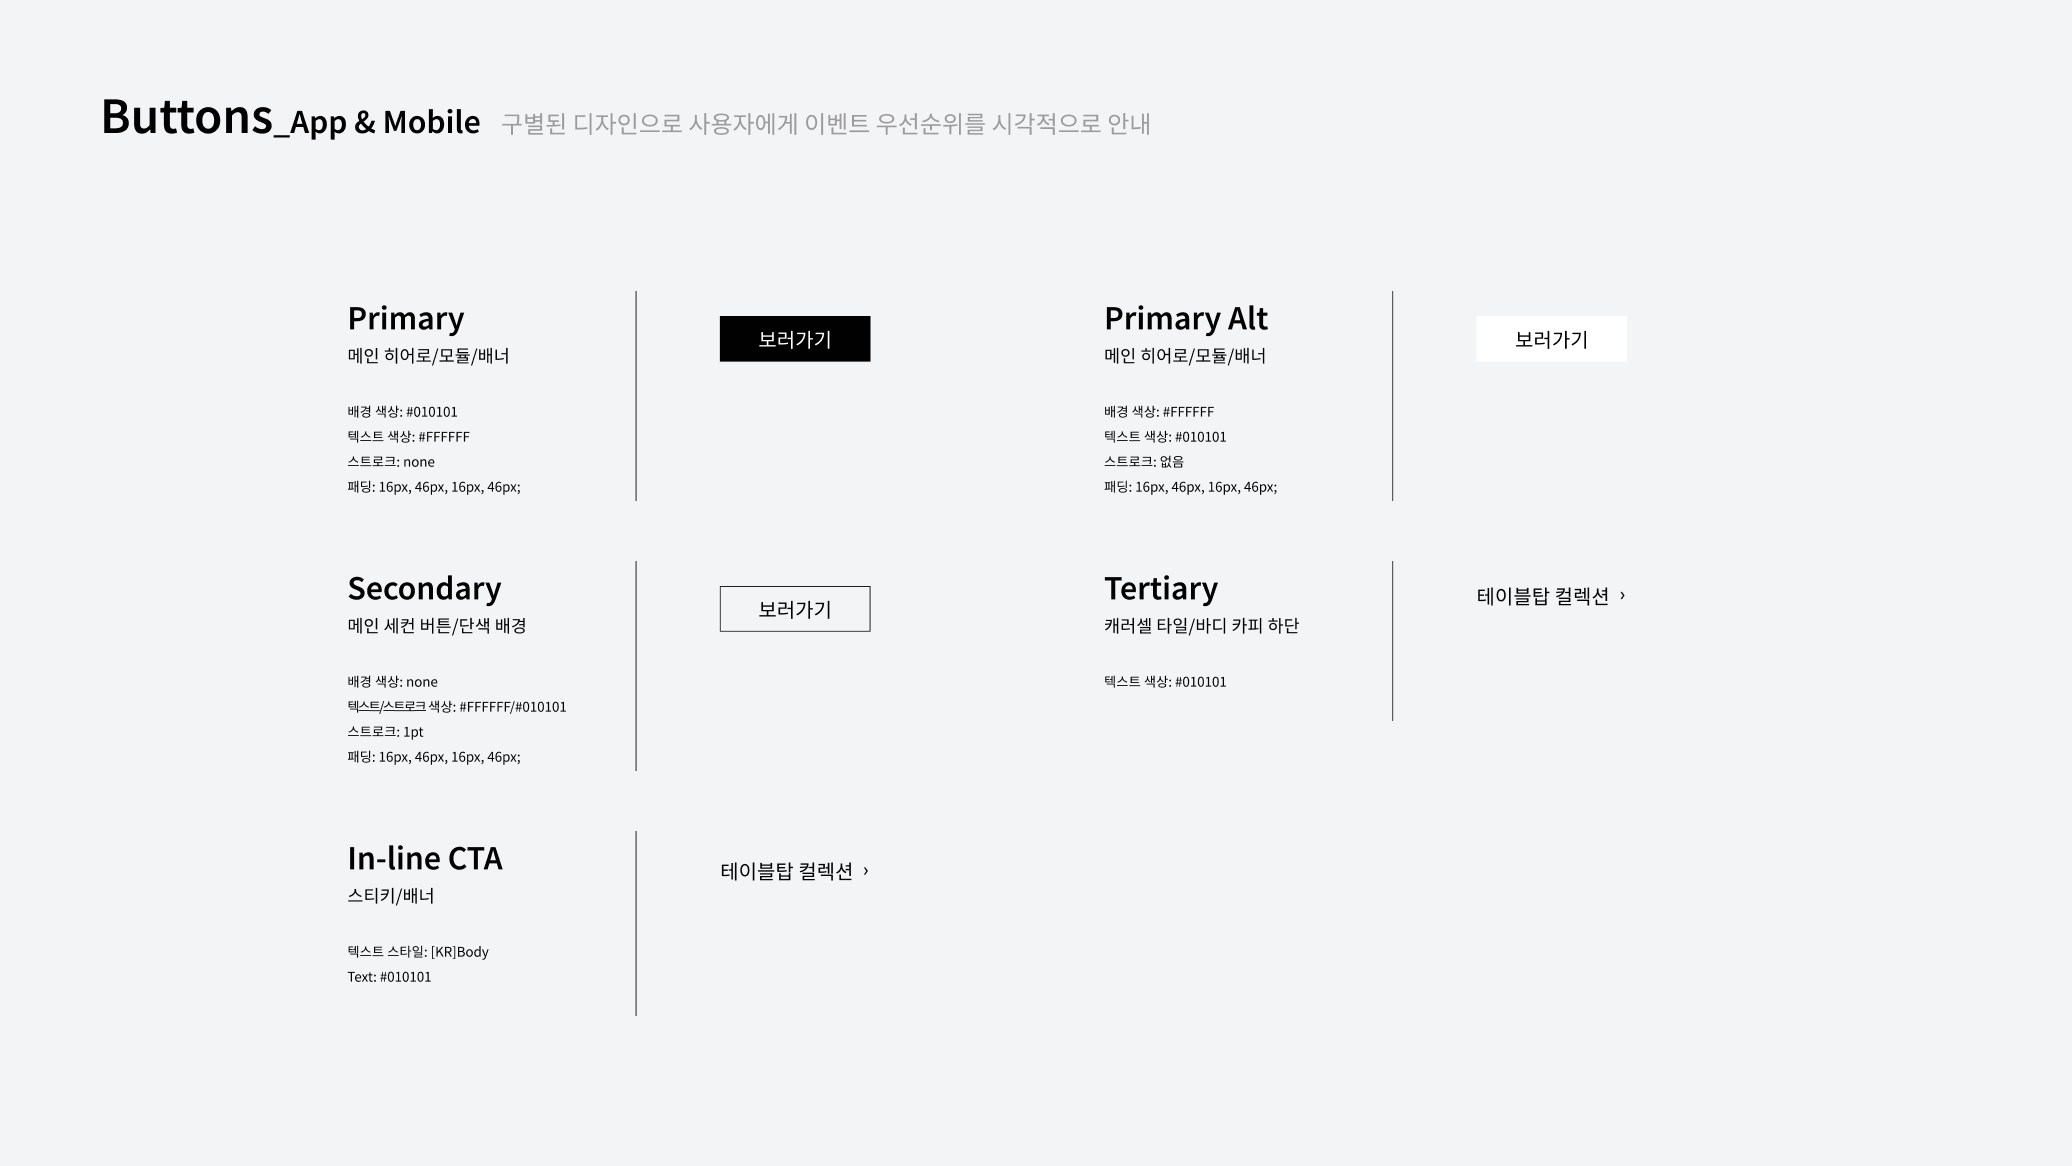 Buttons_App & Mobile 구별된 디자인으로 사용자에게 이벤트 우선순위를 시각적으로 안내
Primary
메인 히어로/모듈/배너
배경 색상: #010101
텍스트 색상: #FFFFFF
스트로크: none
패딩: 16px, 46px, 16px, 46px;
보러가기
Primary Alt
메인 히어로/모듈/배너
배경 색상: #FFFFFF
텍스트 색상: #010101
스트로크: 없음
패딩: 16px, 46px, 16px, 46px;
보러가기
Secondary
메인 세컨 버튼/단색 배경
배경 색상: none
텍스트/스트로크 색상: #FFFFFF/#010101
스트로크: 1pt
패딩: 16px, 46px, 16px, 46px;
보러가기
Tertiary
캐러셀 타일/바디 카피 하단
텍스트 색상: #010101
테이블탑 컬렉션 ›
In-line CTA
스티키/배너
텍스트 스타일: [KR]Body
Text: #010101
테이블탑 컬렉션 ›